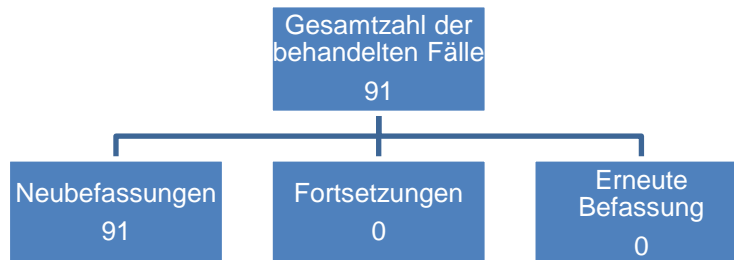 Gesamtzahl der
behandelten Fälle
91
Neubefassungen
91
Fortsetzungen
0
Erneute
Befassung
0